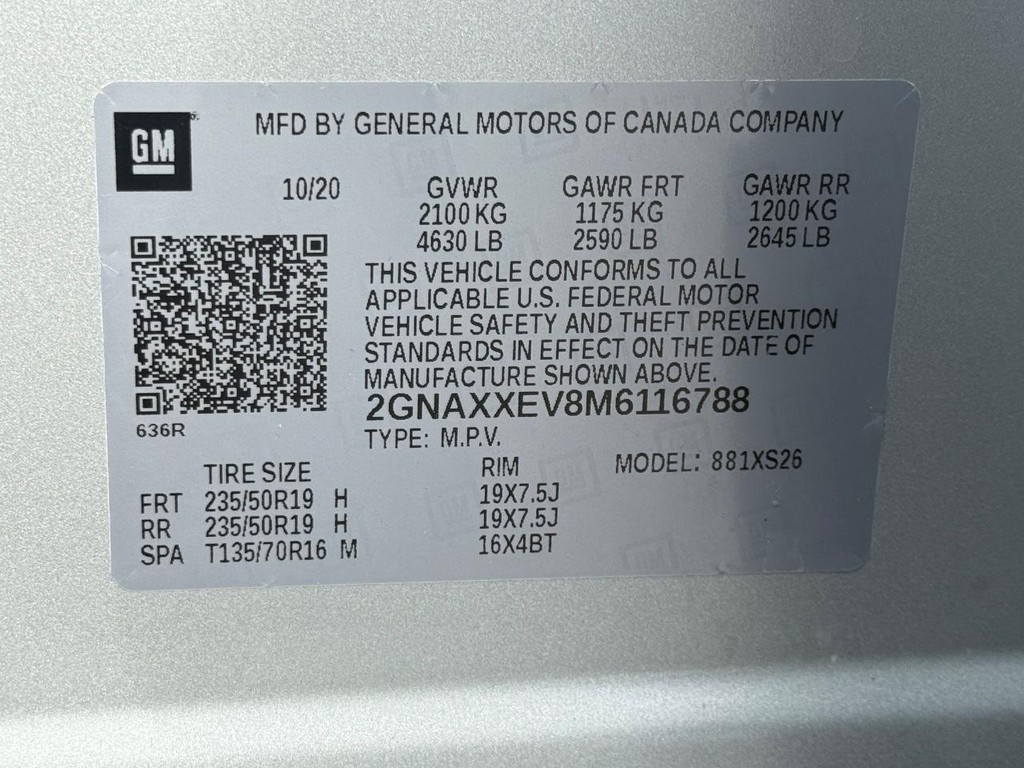 GM
MFD BY GENERAL MOTORS OF CANADA COMPANY
10/20 GVWR GAWR FRT GAWR RR
2100 KG 1175 KG 1200 KG
4630 LB 2590 LB 2645 LB
THIS VEHICLE CONFORMS TO ALL
APPLICABLE U.S. FEDERAL MOTOR
VEHICLE SAFETY AND THEFT PREVENTION
STANDARDS IN EFFECT ON THE DATE OF
MANUFACTURE SHOWN ABOVE.
2GNAXXEV8M6116788
636R
TYPE: M.P.V.
TIRE SIZE RIM MODEL: 881XS26
FRT 235/50R19 H 19X7.5J
RR 235/50R19 H 19X7.5J
SPA T135/70R16 M 16X4BT